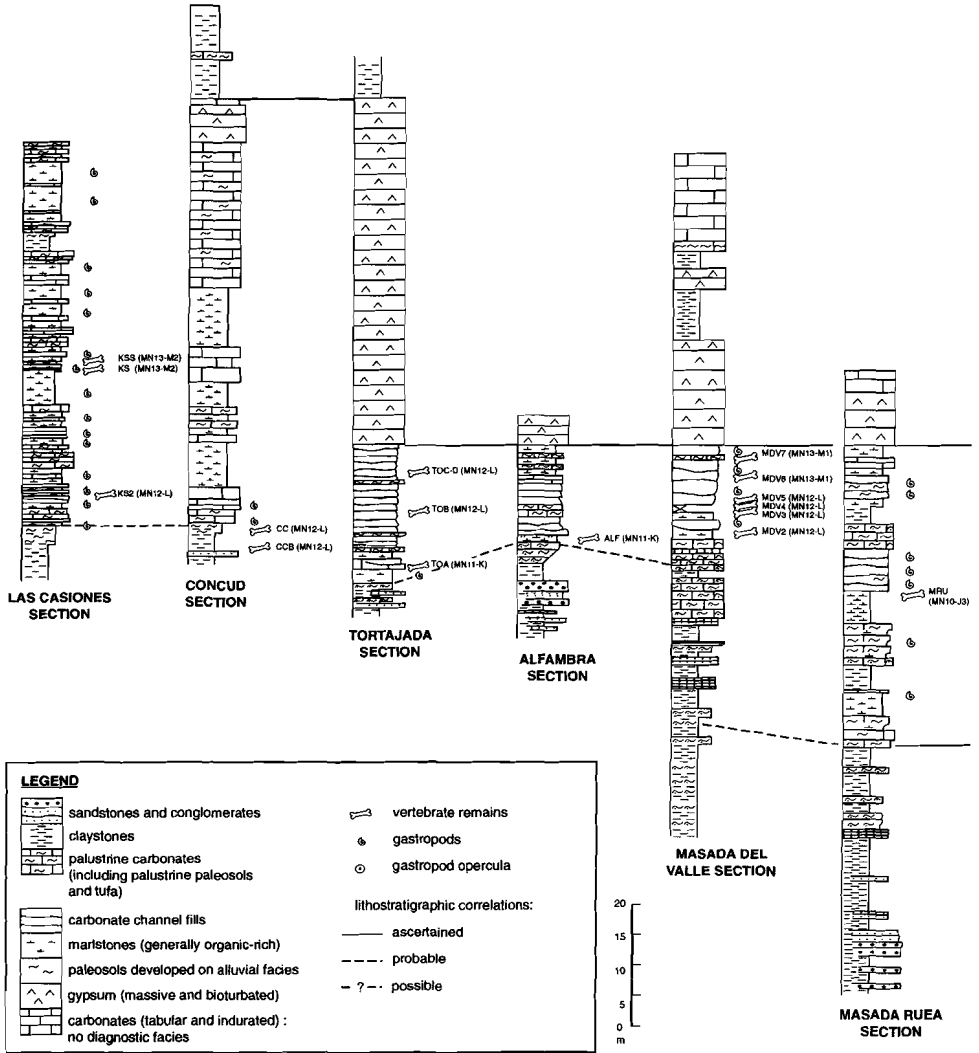 KSS (MN13-M2)
KS (MN13-M2)
KS2 (MN12-L)
LAS CASIONES
SECTION
CC (MN12-L)
CCB (MN12-L)
CONCUD
SECTION
TOC-D (MN12-L)
TOB (MN12-L)
TOA (MN11-K)
TORTAJADA
SECTION
ALF (MN11-K)
ALFAMBRA
SECTION
MDV7 (MN13-M1)
MDV6 (MN13-M1)
MDV5 (MN12-L)
MDV4 (MN12-L)
MDV3 (MN12-L)
MDV2 (MN12-L)
MASADA DEL
VALLE SECTION
MRU
(MN10-J3)
MASADA RUEA
SECTION
LEGEND
sandstones and conglomerates
claystones
palustrine carbonates
(including palustrine paleosols
and tufa)
carbonate channel fills
marlstones (generally organic-rich)
paleosols developed on alluvial facies
gypsum (massive and bioturbated)
carbonates (tabular and indurated) :
no diagnostic facies
vertebrate remains
gastropods
gastropod opercula
lithostratigraphic correlations:
ascertained
probable
- ? - possible
20
15
10
5
0
m